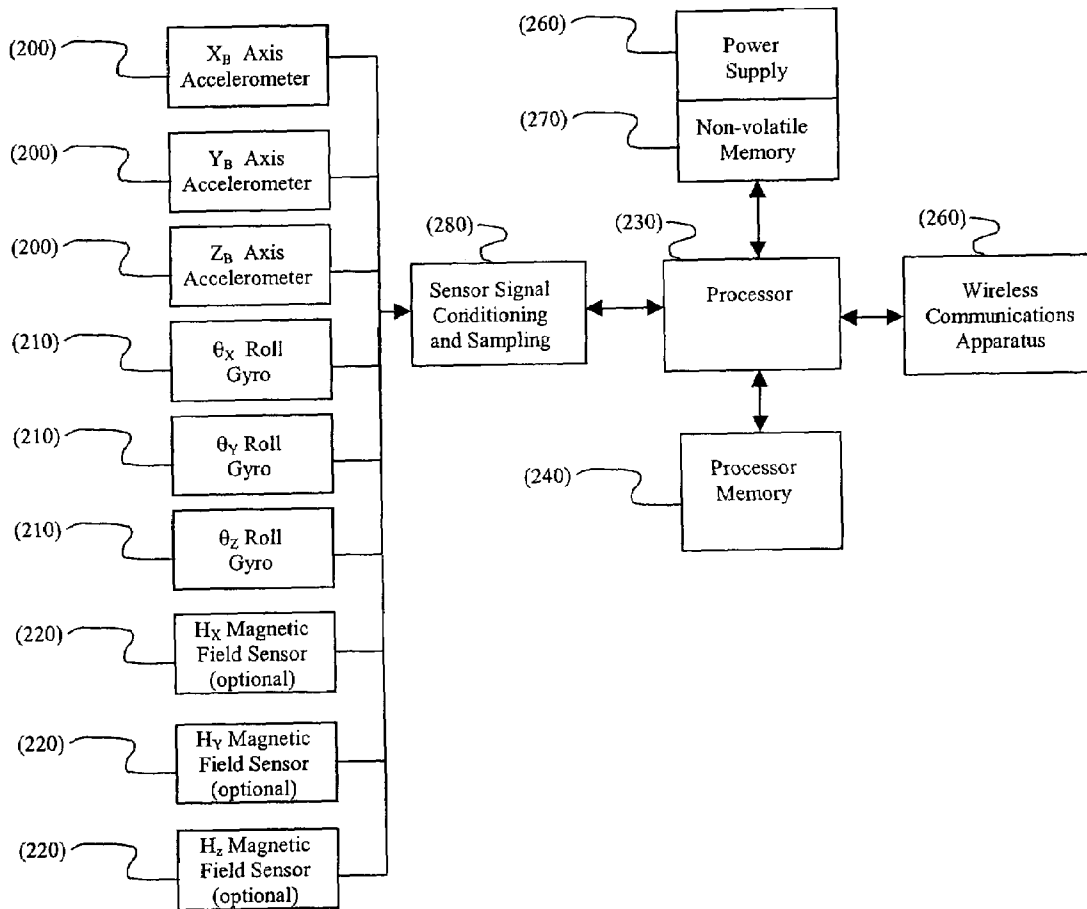 (200)
X_B Axis
Accelerometer
(200)
Y_B Axis
Accelerometer
(200)
Z_B Axis
Accelerometer
(210)
θ_X Roll
Gyro
(210)
θ_Y Roll
Gyro
(210)
θ_Z Roll
Gyro
(220)
H_X Magnetic
Field Sensor
(optional)
(220)
H_Y Magnetic
Field Sensor
(optional)
(220)
H_z Magnetic
Field Sensor
(optional)
(280)
Sensor Signal
Conditioning
and Sampling
(260)
Power
Supply
(270)
Non-volatile
Memory
(230)
Processor
(240)
Processor
Memory
(260)
Wireless
Communications
Apparatus